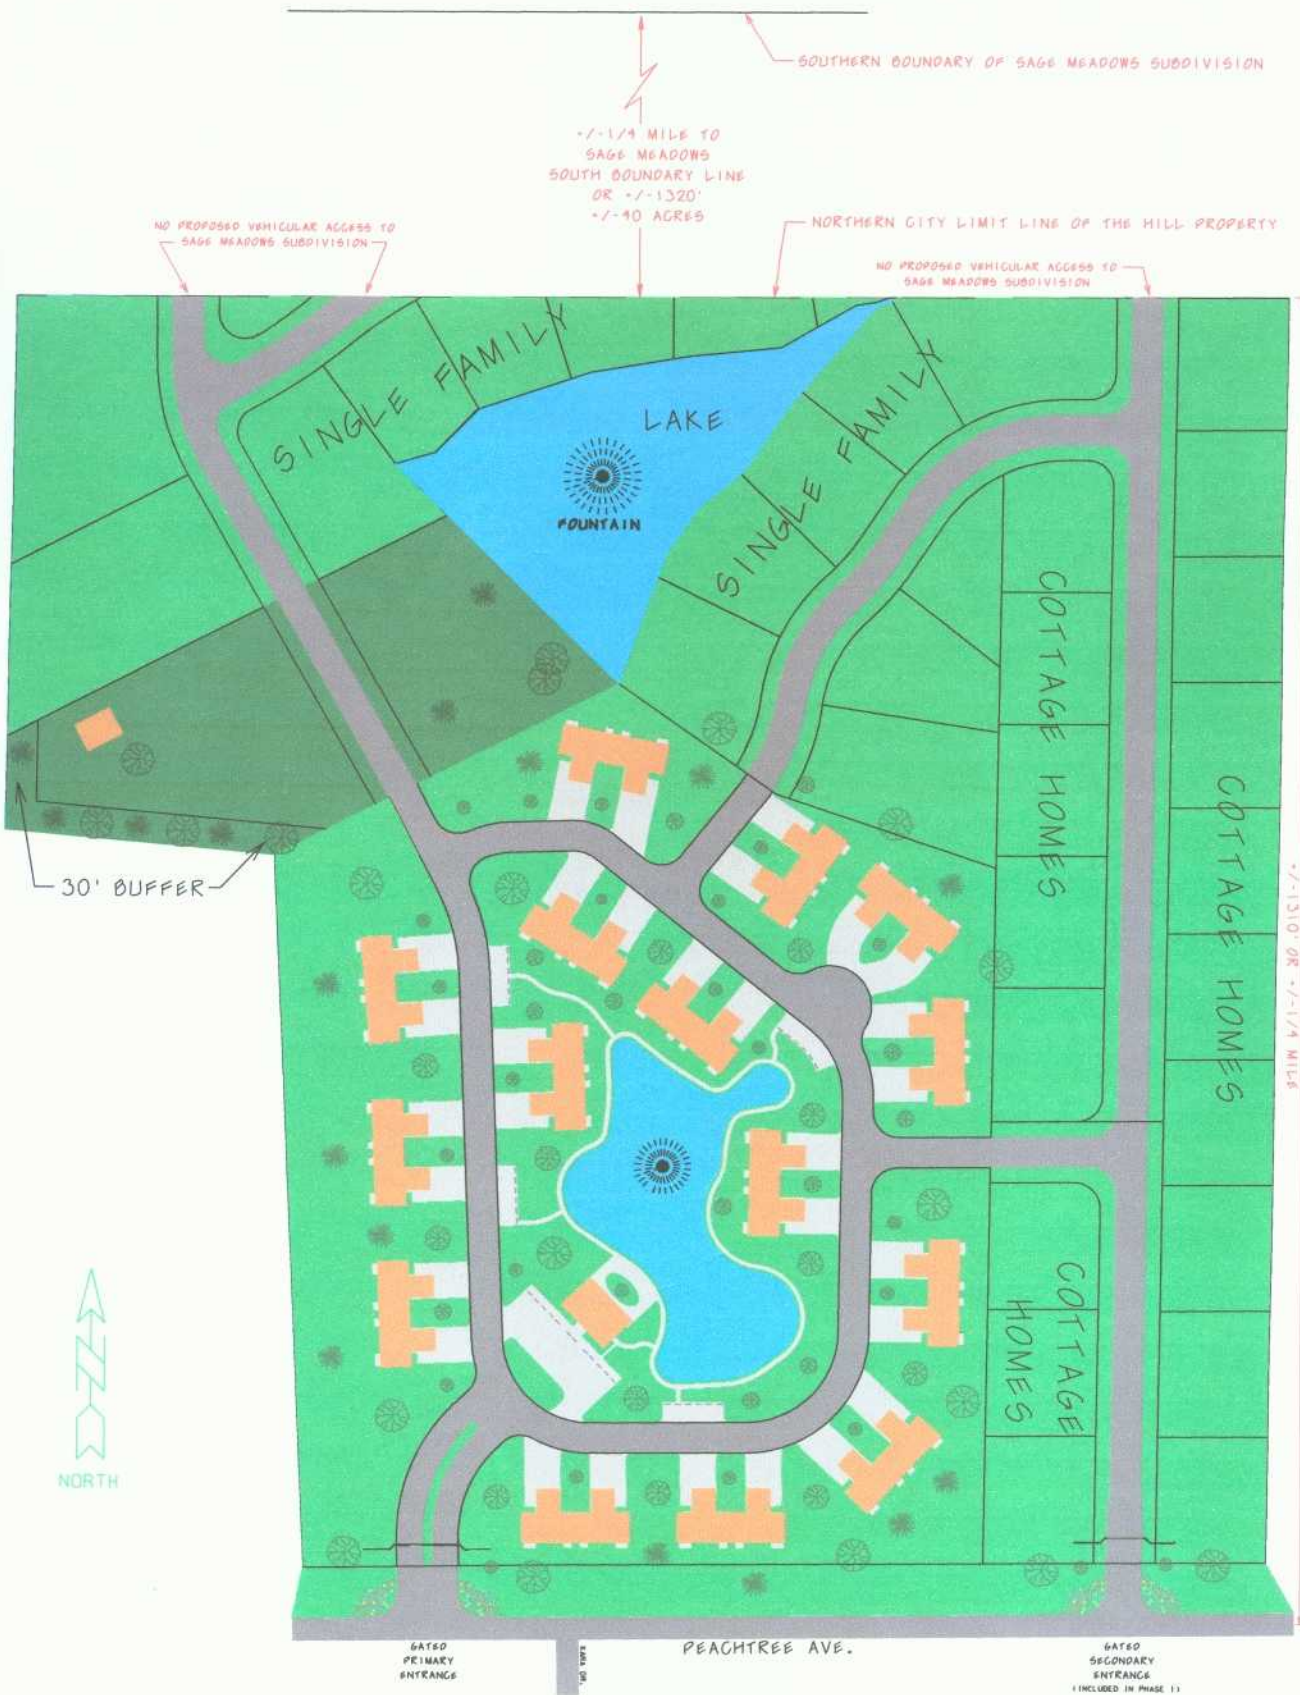 SOUTHERN BOUNDARY OF SAGE MEADOWS SUBDIVISION
+/-1/4 MILE TO
SAGE MEADOWS
SOUTH BOUNDARY LINE
OR +/-1320'
+/-40 ACRES
NO PROPOSED VEHICULAR ACCESS TO
SAGE MEADOWS SUBDIVISION
NORTHERN CITY LIMIT LINE OF THE HILL PROPERTY
NO PROPOSED VEHICULAR ACCESS TO
SAGE MEADOWS SUBDIVISION
SINGLE FAMILY
LAKE
FOUNTAIN
SINGLE FAMILY
COTTAGE HOMES
COTTAGE HOMES
+/-1310' OR +/-1/4 MILE
30' BUFFER
COTTAGE
HOMES
NORTH
PEACHTREE AVE.
GATED
PRIMARY
ENTRANCE
GATED
SECONDARY
ENTRANCE
(INCLUDED IN PHASE 1)